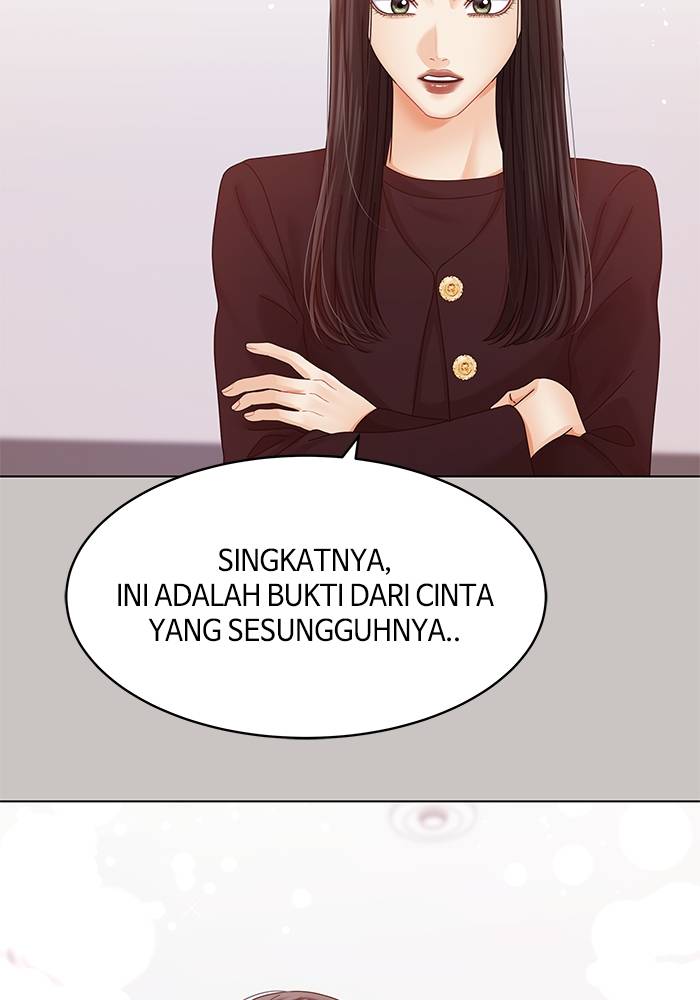 SINGKATNYA,
INI ADALAH BUKTI DARI CINTA
YANG SESUNGGUHNYA..